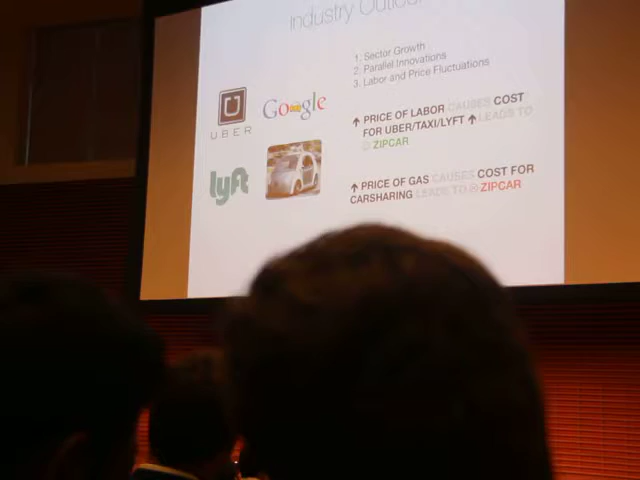 Industry Outlo
1. Sector Growth
2. Parallel Innovations
3. Labor and Price Fluctuations
UBER
Google
lyft
↑ PRICE OF LABOR CAUSES COST
FOR UBER/TAXI/LYFT ↑ LEADS TO
☺ ZIPCAR
↑ PRICE OF GAS CAUSES COST FOR
CARSHARING LEADS TO ☹ ZIPCAR